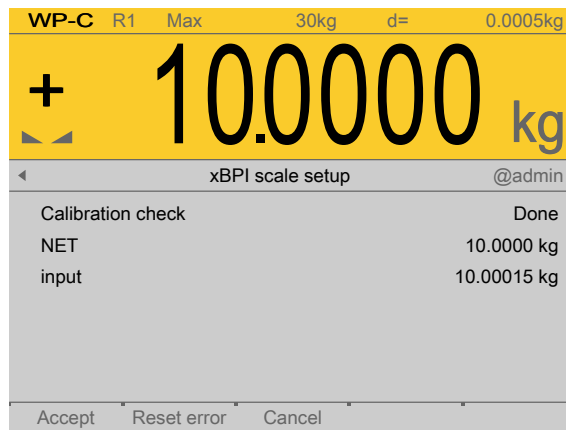 WP-C R1 Max 30kg d= 0.0005kg
+ 10.0000 kg
xBPI scale setup @admin
Calibration check Done
NET 10.0000 kg
input 10.00015 kg
Accept Reset error Cancel